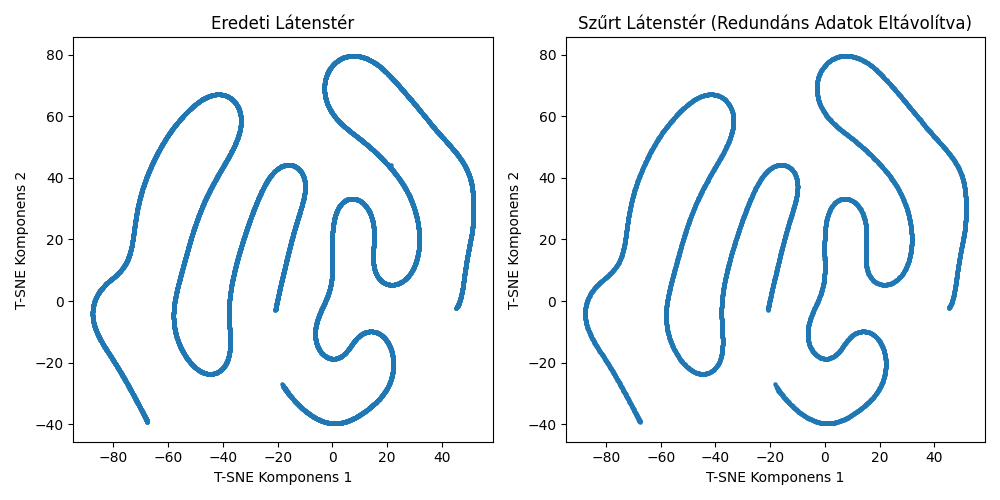 Eredeti Látenstér
T-SNE Komponens 2
80
60
40
20
0
−20
−40
−80 −60 −40 −20 0 20 40
T-SNE Komponens 1
Szűrt Látenstér (Redundáns Adatok Eltávolítva)
T-SNE Komponens 2
80
60
40
20
0
−20
−40
−80 −60 −40 −20 0 20 40
T-SNE Komponens 1